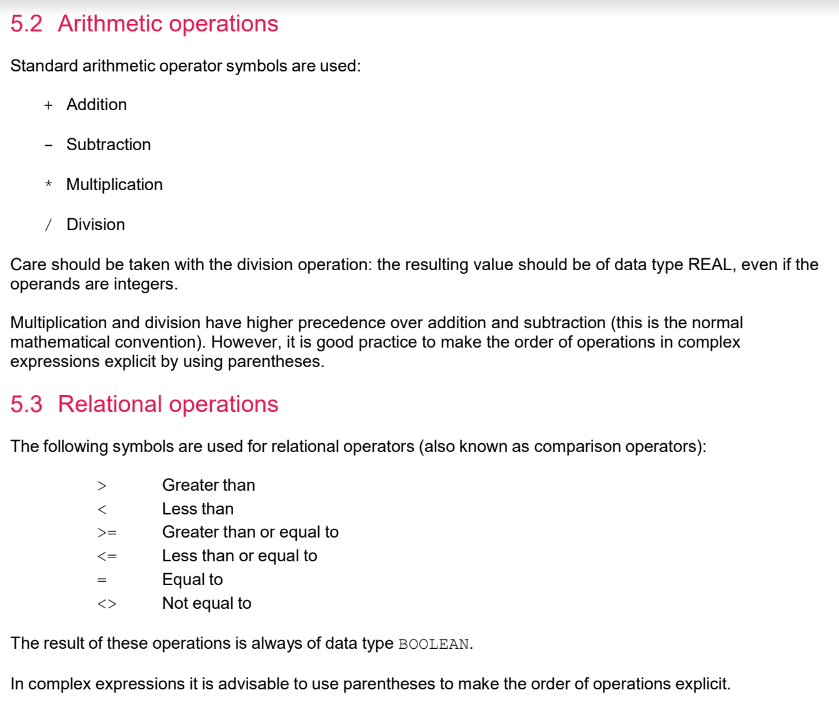 5.2 Arithmetic operations
Standard arithmetic operator symbols are used:
+ Addition
– Subtraction
* Multiplication
/ Division
Care should be taken with the division operation: the resulting value should be of data type REAL, even if the
operands are integers.
Multiplication and division have higher precedence over addition and subtraction (this is the normal
mathematical convention). However, it is good practice to make the order of operations in complex
expressions explicit by using parentheses.
5.3 Relational operations
The following symbols are used for relational operators (also known as comparison operators):
> Greater than
< Less than
>= Greater than or equal to
<= Less than or equal to
= Equal to
<> Not equal to
The result of these operations is always of data type BOOLEAN.
In complex expressions it is advisable to use parentheses to make the order of operations explicit.